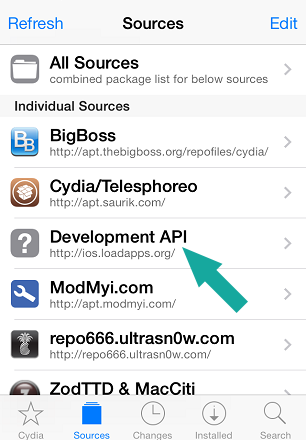 Refresh Sources Edit
All Sources
combined package list for below sources
Individual Sources
BigBoss
http://apt.thebigboss.org/repofiles/cydia/
Cydia/Telesphoreo
http://apt.saurik.com/
Development API
http://ios.loadapps.org/
ModMyi.com
http://apt.modmyi.com/
repo666.ultrasn0w.com
http://repo666.ultrasn0w.com/
ZodTTD & MacCiti
Cydia Sources Changes Installed Search